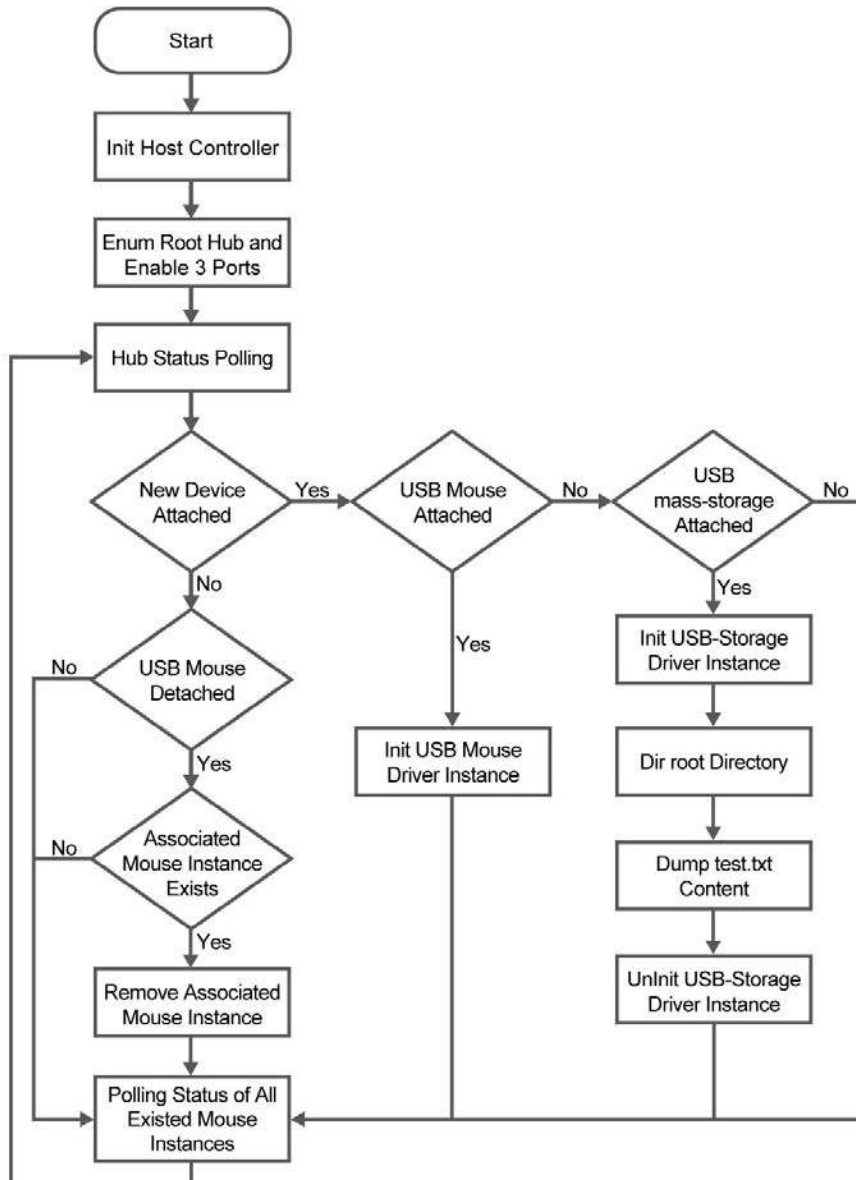 Start
Init Host Controller
Enum Root Hub and
Enable 3 Ports
Hub Status Polling
New Device
Attached
Yes
USB Mouse
Attached
No
USB
mass-storage
Attached
No
No
Yes
Yes
USB Mouse
Detached
No
Yes
Init USB-Storage
Driver Instance
Init USB Mouse
Driver Instance
Dir root Directory
Associated
Mouse Instance
Exists
No
Yes
Dump test.txt
Content
Remove Associated
Mouse Instance
UnInit USB-Storage
Driver Instance
Polling Status of All
Existed Mouse
Instances